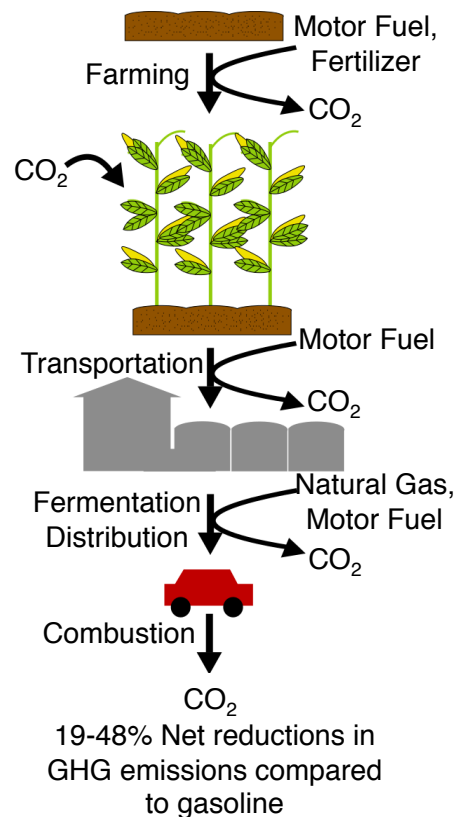 Motor Fuel,
Fertilizer
Farming
CO₂
CO₂
Motor Fuel
Transportation
CO₂
Natural Gas,
Motor Fuel
Fermentation
Distribution
CO₂
Combustion
CO₂
19-48% Net reductions in
GHG emissions compared
to gasoline